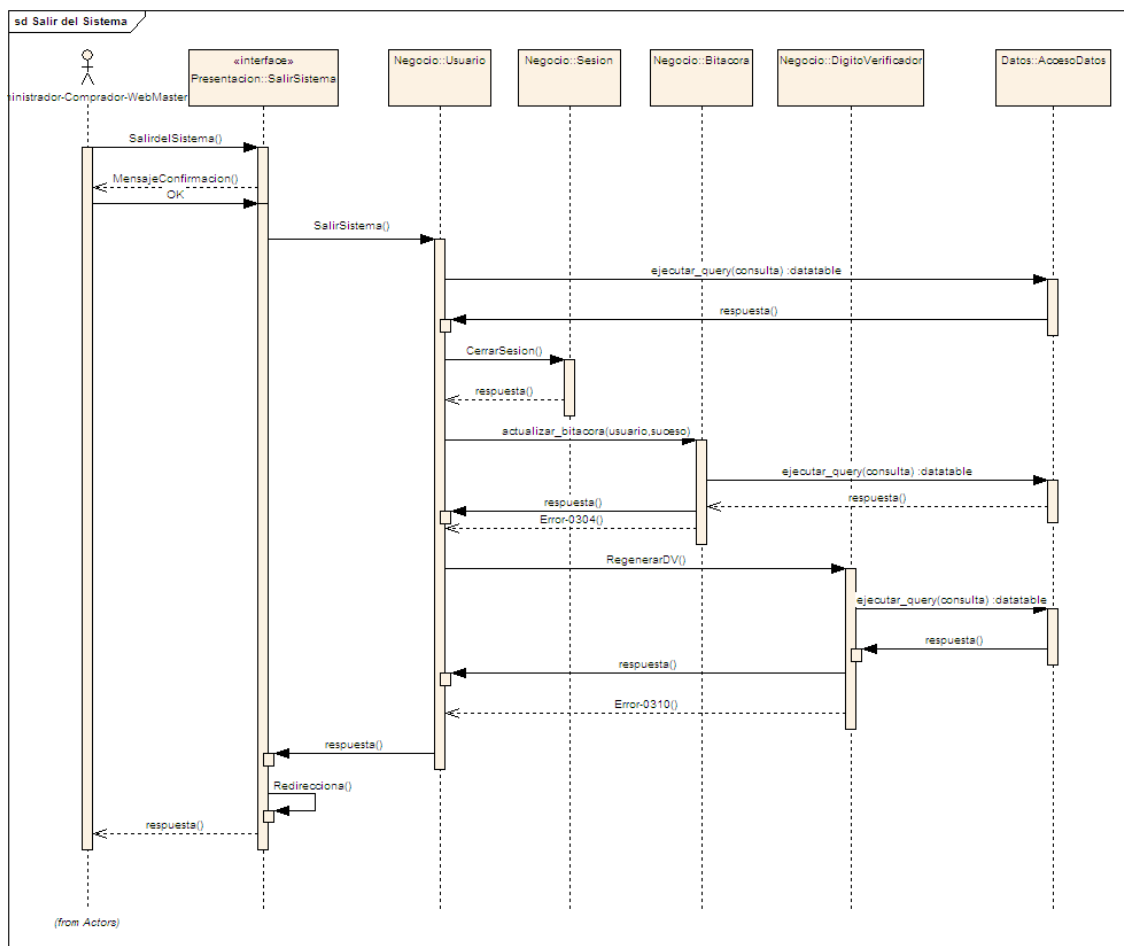 sd Salir del Sistema
«interface»
Presentacion::SalirSistema
Negocio::Usuario
Negocio::Sesion
Negocio::Bitacora
Negocio::DigitoVerificador
Datos::AccesoDatos
ministrador-Comprador-WebMaster
SalirdelSistema()
MensajeConfirmacion()
OK
SalirSistema()
ejecutar_query(consulta) :datatable
respuesta()
CerrarSesion()
respuesta()
actualizar_bitacora(usuario,suceso)
ejecutar_query(consulta) :datatable
respuesta()
respuesta()
Error-0304()
RegenerarDV()
ejecutar_query(consulta) :datatable
respuesta()
respuesta()
Error-0310()
respuesta()
Redirecciona()
respuesta()
(from Actors)